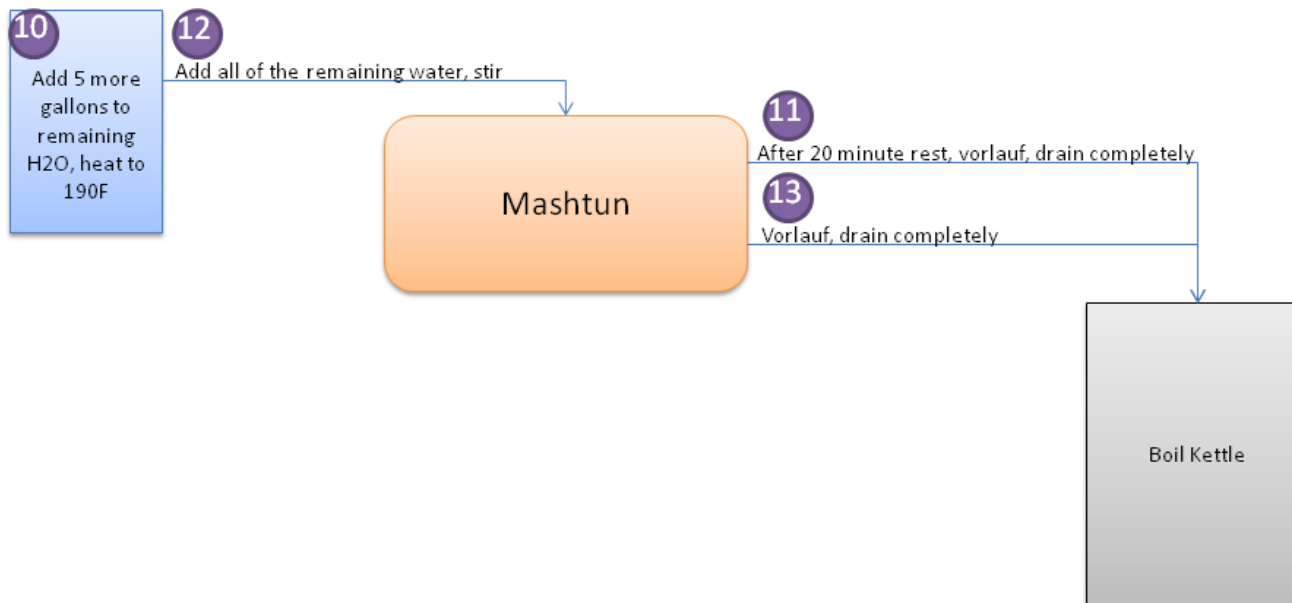 10
Add 5 more
gallons to
remaining
H2O, heat to
190F
12
Add all of the remaining water, stir
Mashtun
11
After 20 minute rest, vorlauf, drain completely
13
Vorlauf, drain completely
Boil Kettle